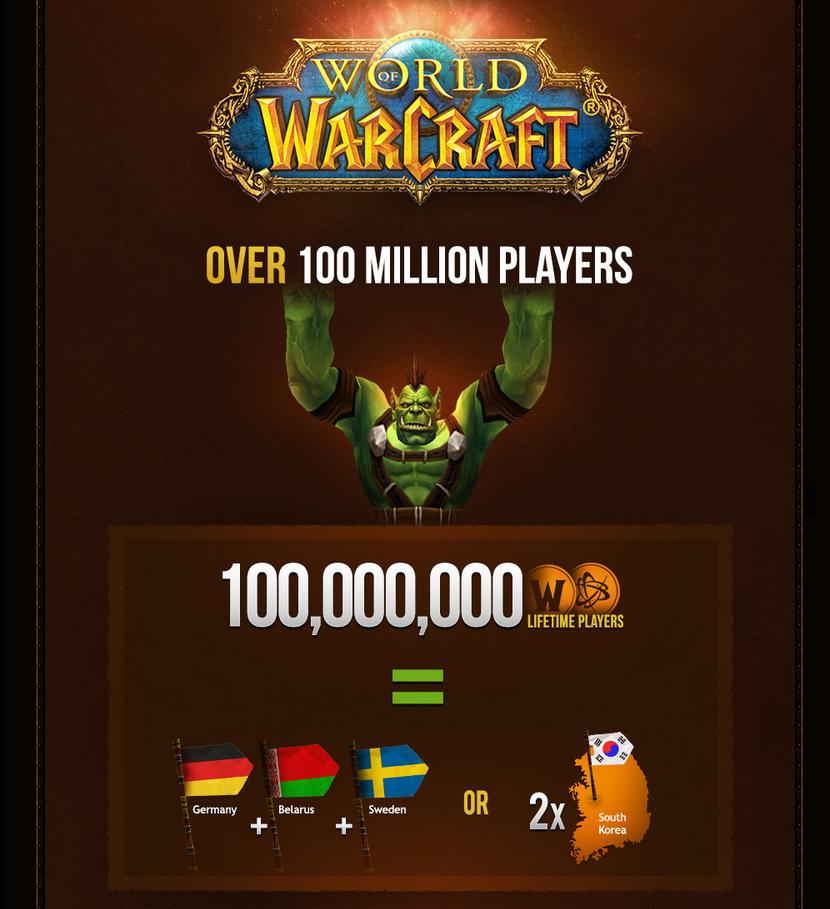 WORLD
OF
WARCRAFT®
OVER 100 MILLION PLAYERS
100,000,000
W
LIFETIME PLAYERS
=
Germany + Belarus + Sweden
OR
2x
South
Korea